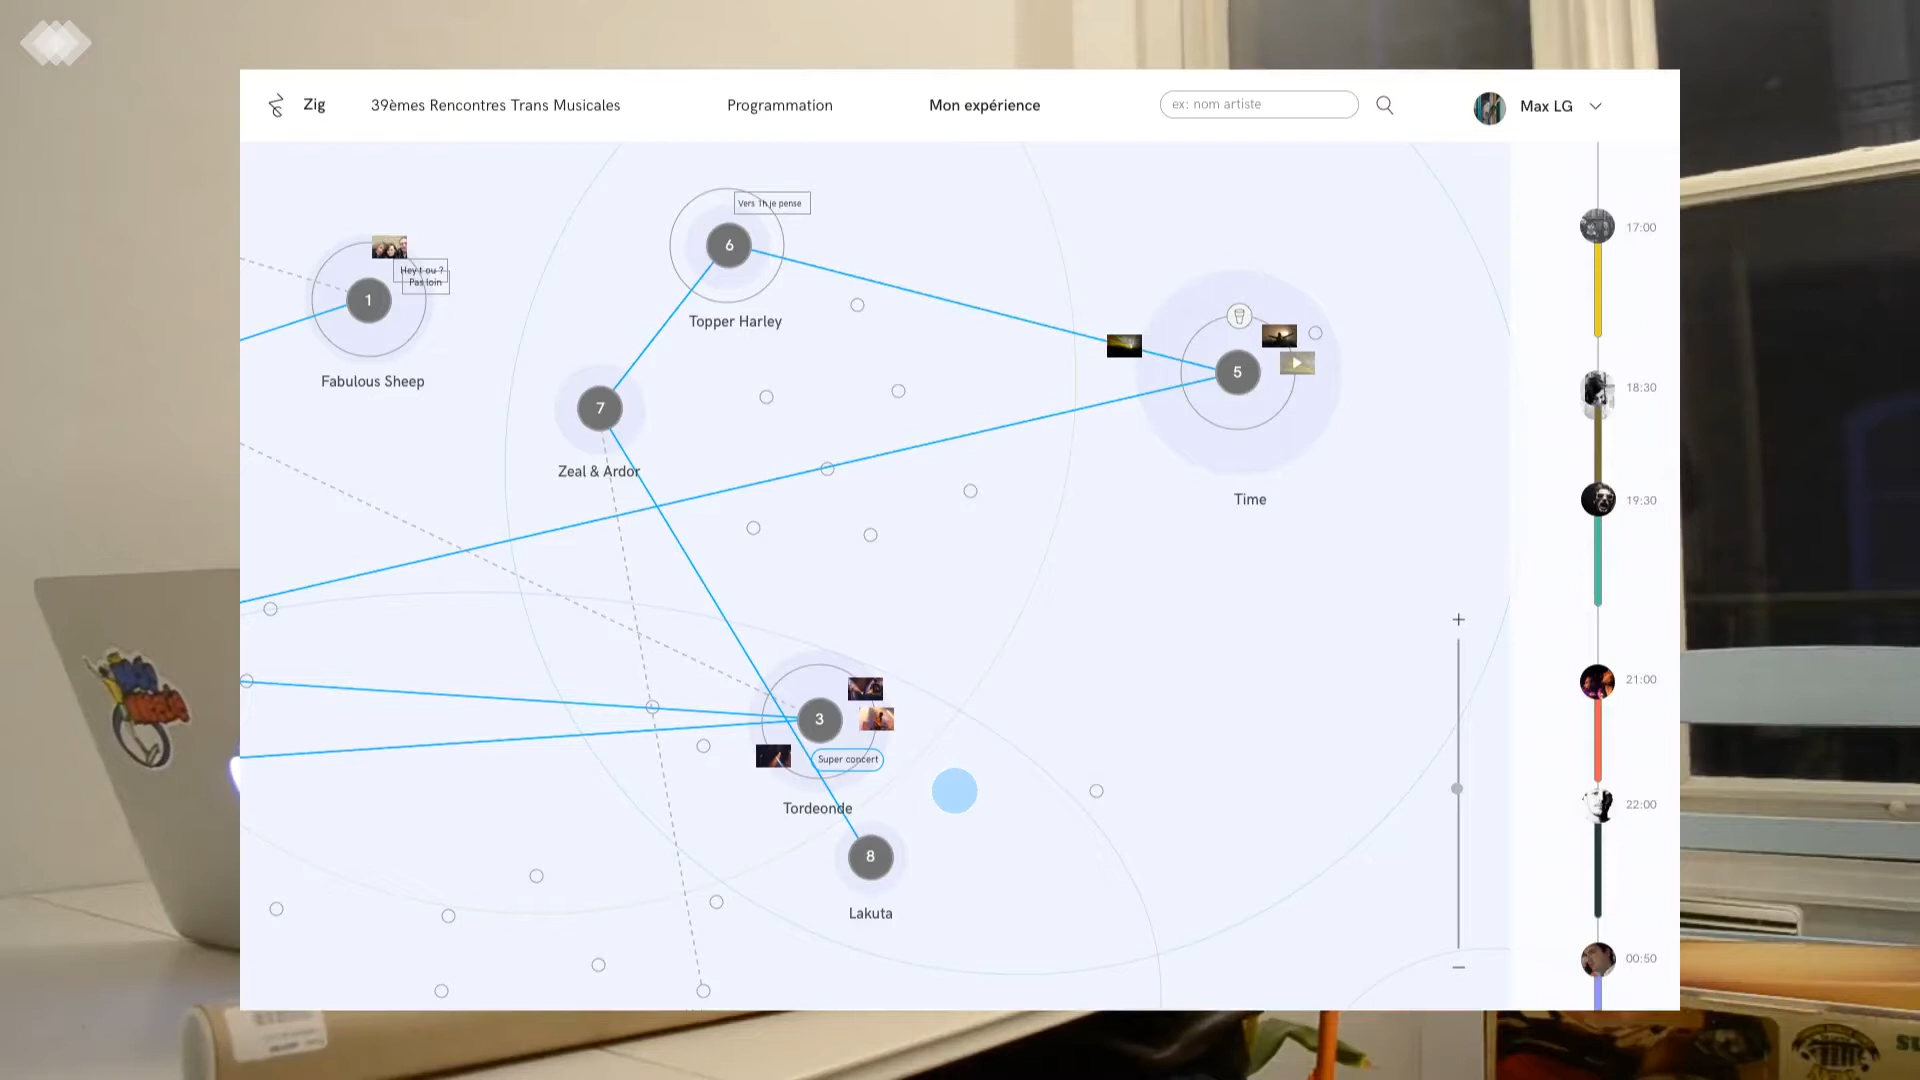 Zig
39èmes Rencontres Trans Musicales
Programmation
Mon expérience
ex: nom artiste
Max LG
17:00
Vers 1h je pense
6
Topper Harley
Hey t ou ?
Pas loin
1
Fabulous Sheep
5
Time
18:30
7
Zeal & Ardor
19:30
+
21:00
3
Super concert
Tordeonde
22:00
8
Lakuta
00:50